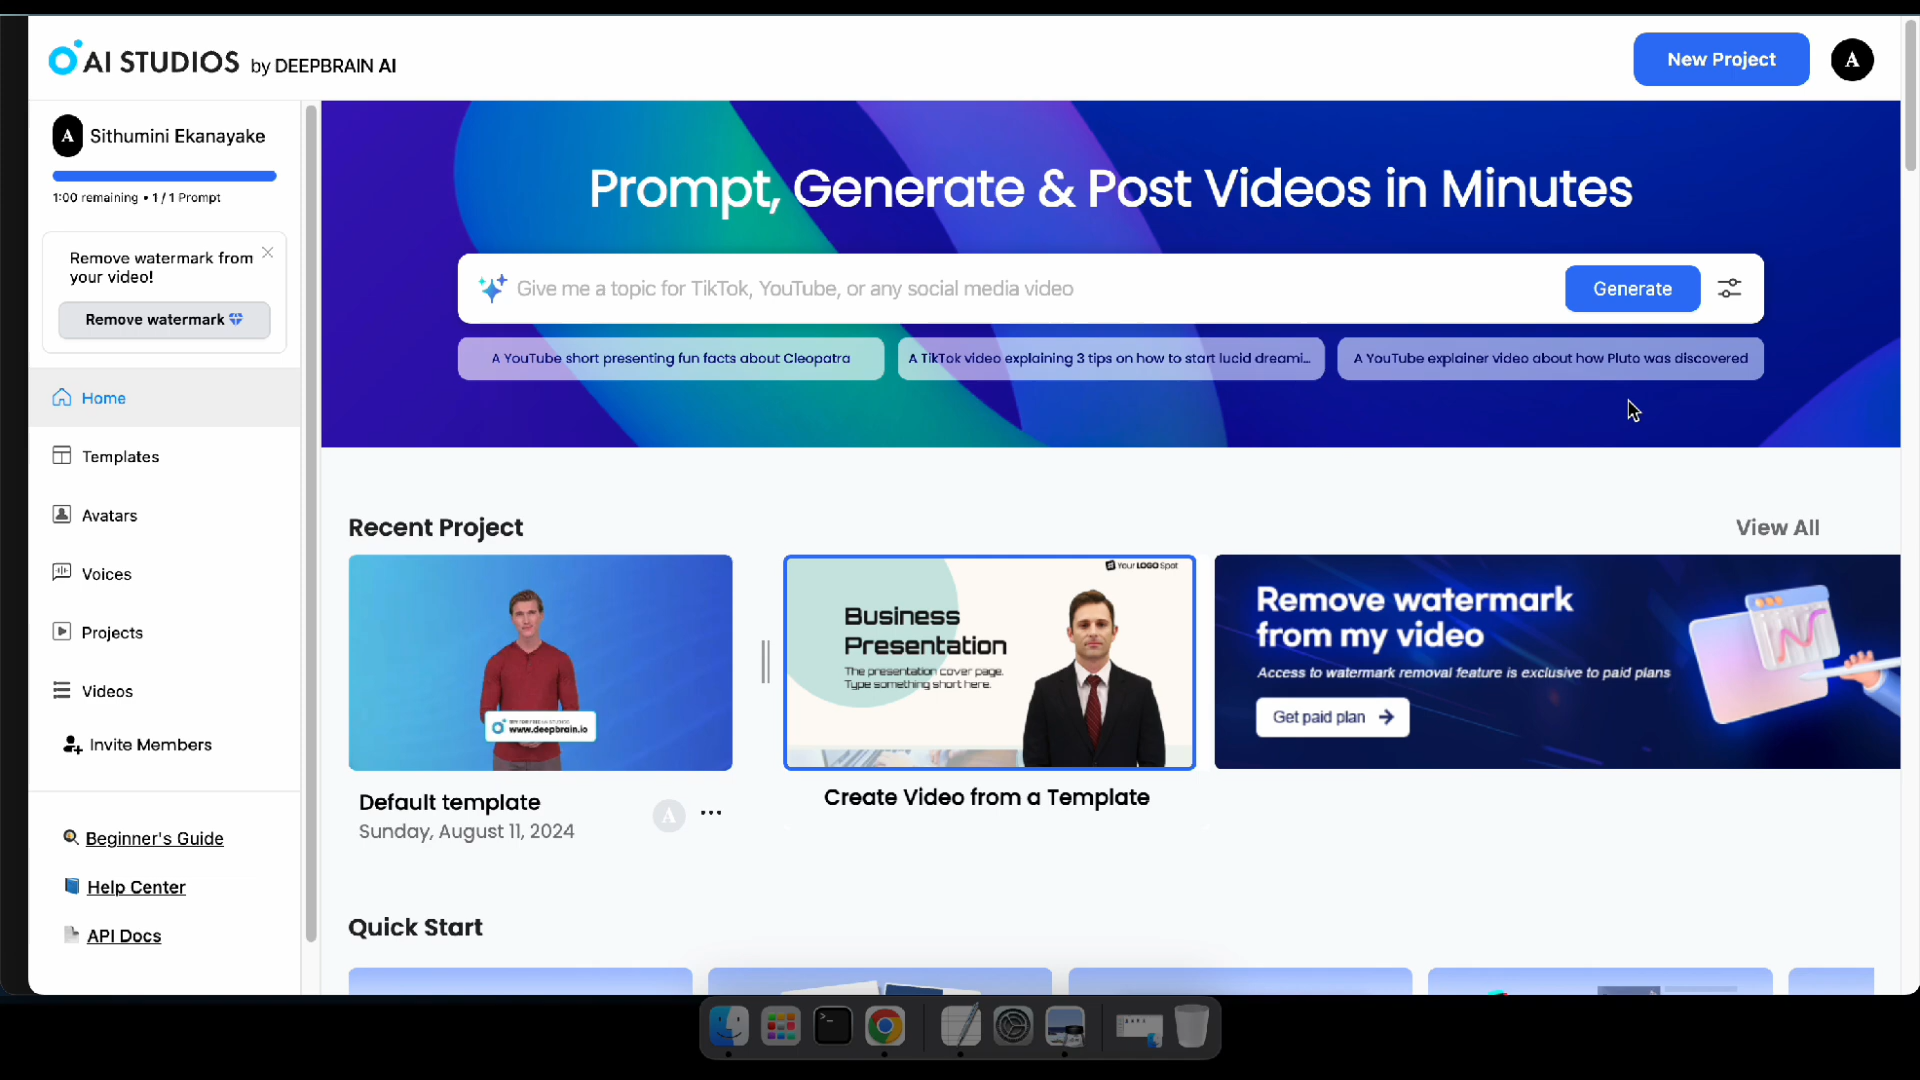 AI STUDIOS by DEEPBRAIN AI
New Project
A
A Sithumini Ekanayake
1:00 remaining • 1 / 1 Prompt
Remove watermark from
your video!
Remove watermark
Home
Templates
Avatars
Voices
Projects
Videos
Invite Members
Beginner's Guide
Help Center
API Docs
Prompt, Generate & Post Videos in Minutes
Give me a topic for TikTok, YouTube, or any social media video
Generate
A YouTube short presenting fun facts about Cleopatra
A TikTok video explaining 3 tips on how to start lucid dreami...
A YouTube explainer video about how Pluto was discovered
Recent Project
View All
www.deepbrain.io
Default template
Sunday, August 11, 2024
A
Your LOGO Spot
Business
Presentation
The presentation cover page.
Type something short here.
Create Video from a Template
Remove watermark
from my video
Access to watermark removal feature is exclusive to paid plans
Get paid plan
Quick Start